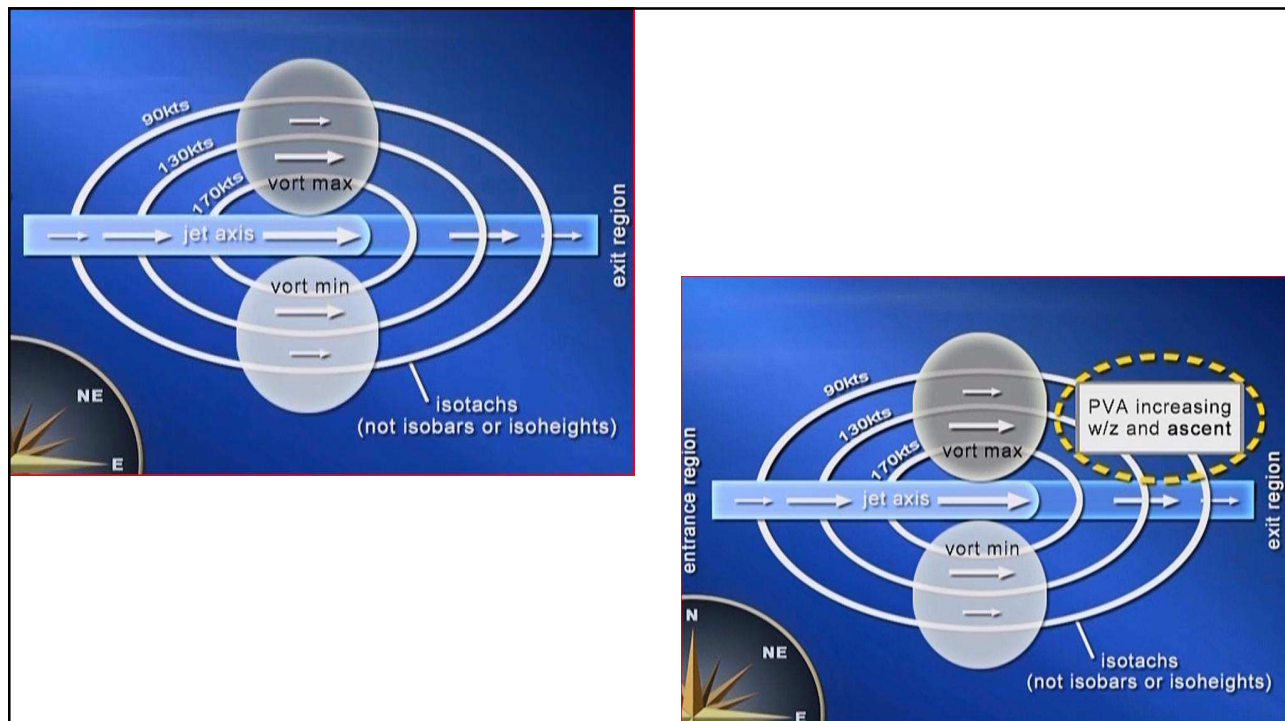 90kts
130kts
170kts
vort max
jet axis
vort min
exit region
isotachs
(not isobars or isoheights)
NE
E
90kts
130kts
170kts
vort max
PVA increasing
w/z and ascent
entrance region
jet axis
vort min
exit region
isotachs
(not isobars or isoheights)
N
NE
E